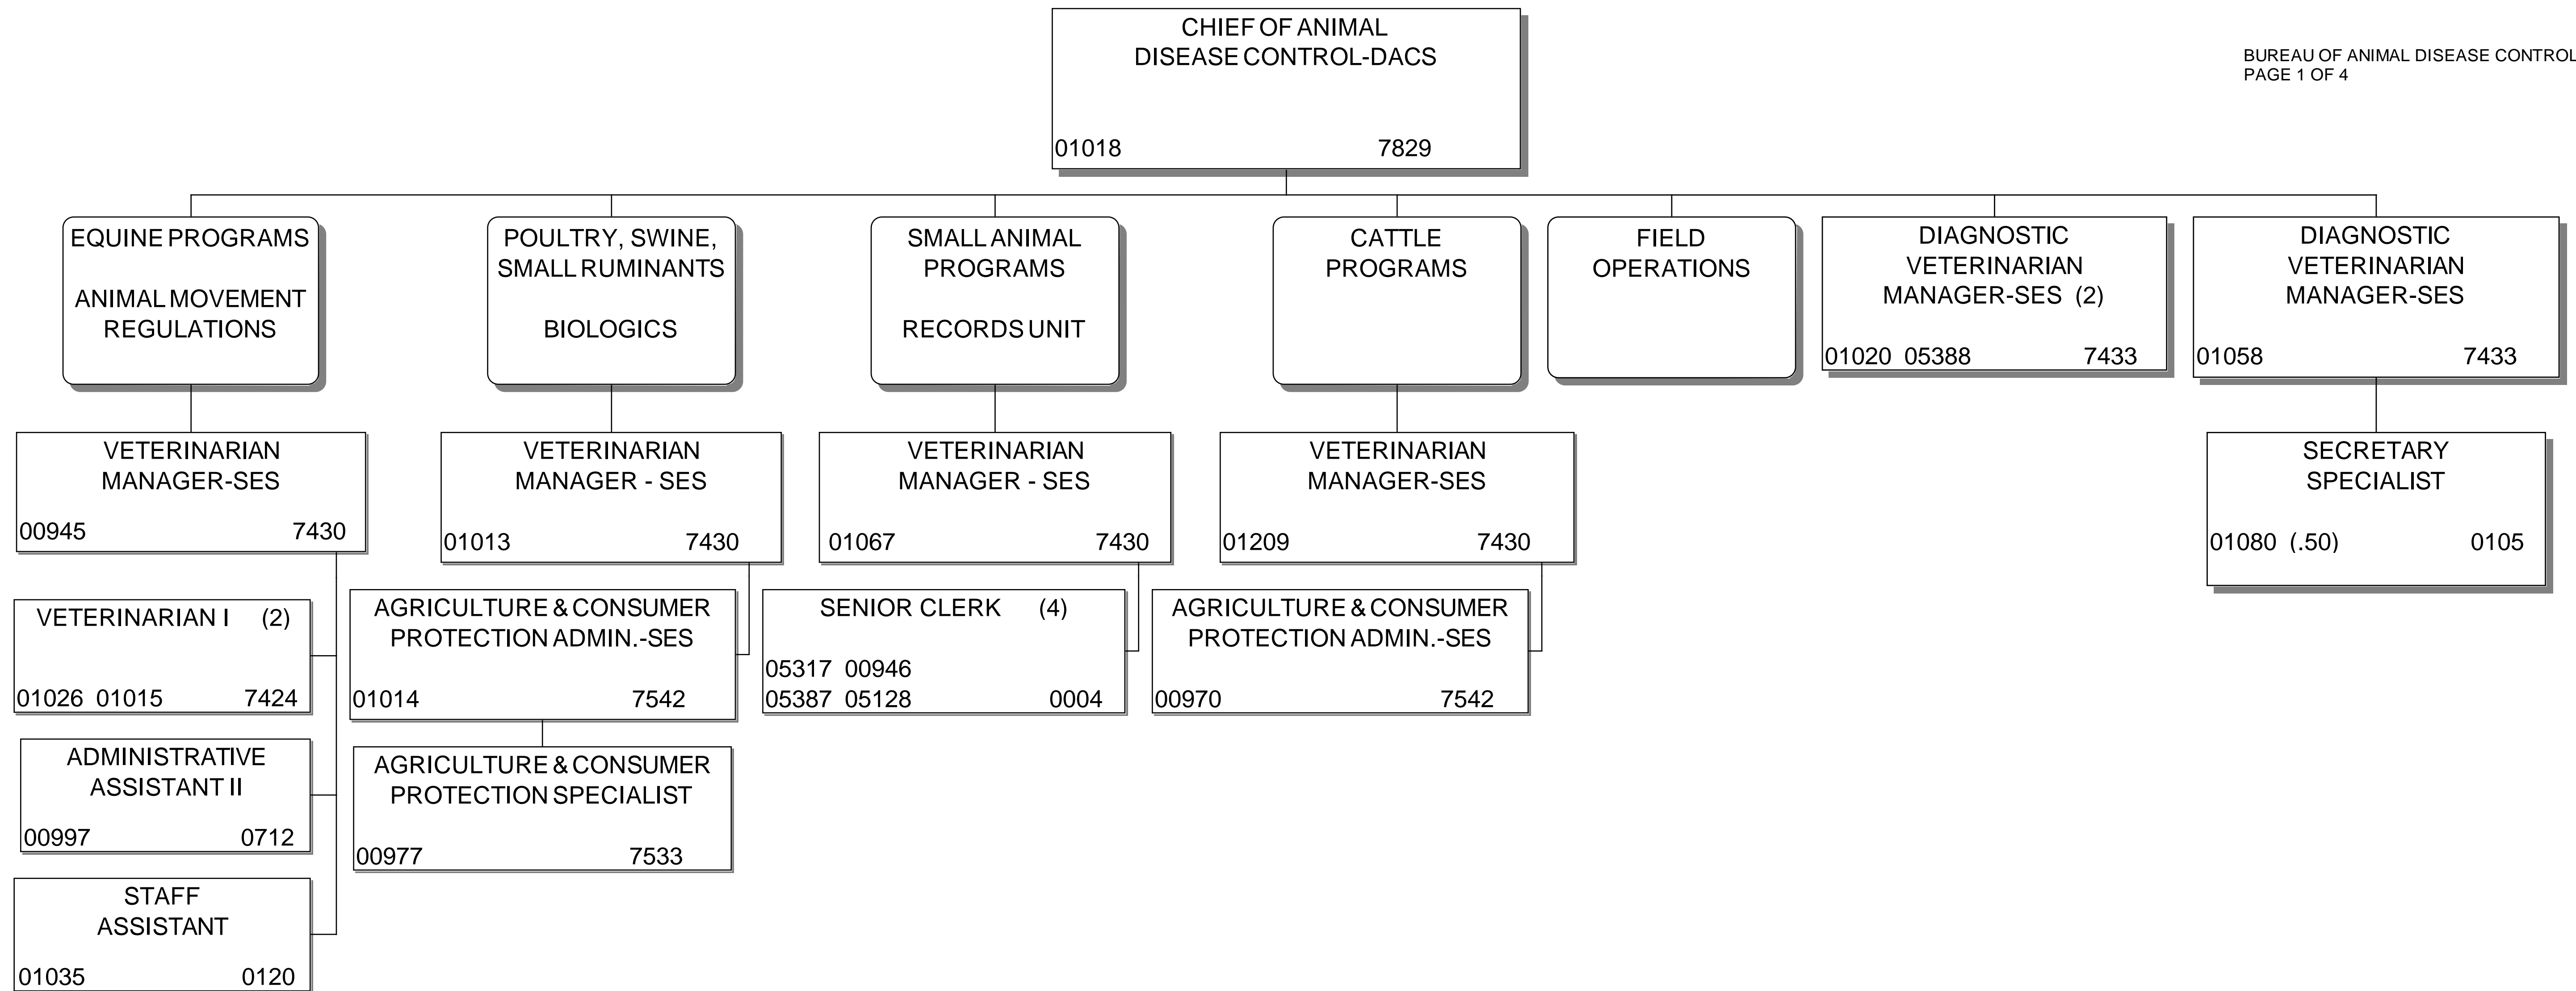 CHIEF OF ANIMAL
DISEASE CONTROL-DACS
01018 7829
BUREAU OF ANIMAL DISEASE CONTROL
PAGE 1 OF 4
EQUINE PROGRAMS
ANIMAL MOVEMENT
REGULATIONS
POULTRY, SWINE,
SMALL RUMINANTS
BIOLOGICS
SMALL ANIMAL
PROGRAMS
RECORDS UNIT
CATTLE
PROGRAMS
FIELD
OPERATIONS
DIAGNOSTIC
VETERINARIAN
MANAGER-SES (2)
01020 05388 7433
DIAGNOSTIC
VETERINARIAN
MANAGER-SES
01058 7433
VETERINARIAN
MANAGER-SES
00945 7430
VETERINARIAN
MANAGER - SES
01013 7430
VETERINARIAN
MANAGER - SES
01067 7430
VETERINARIAN
MANAGER-SES
01209 7430
SECRETARY
SPECIALIST
01080 (.50) 0105
VETERINARIAN I (2)
01026 01015 7424
AGRICULTURE & CONSUMER
PROTECTION ADMIN.-SES
01014 7542
SENIOR CLERK (4)
05317 00946
05387 05128 0004
AGRICULTURE & CONSUMER
PROTECTION ADMIN.-SES
00970 7542
ADMINISTRATIVE
ASSISTANT II
00997 0712
AGRICULTURE & CONSUMER
PROTECTION SPECIALIST
00977 7533
STAFF
ASSISTANT
01035 0120